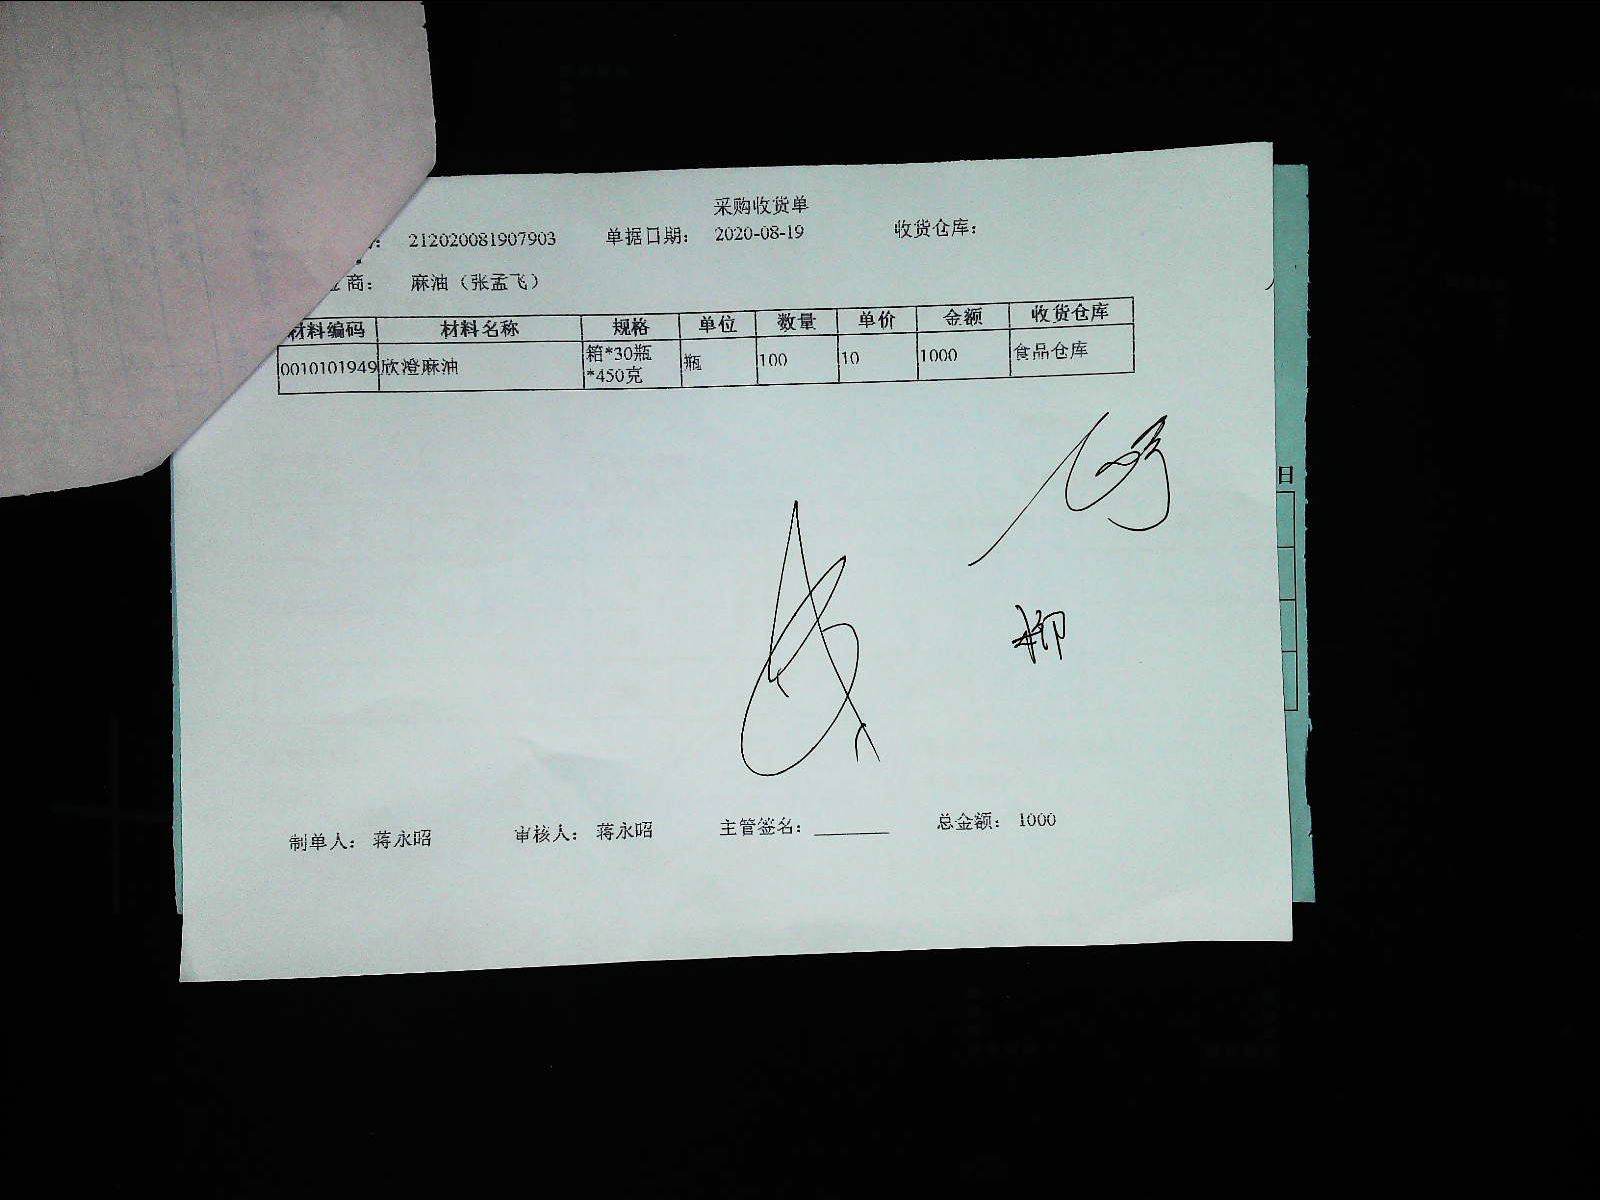 采购收货单
: 212020081907903 单据日期: 2020-08-19 收货仓库:
商: 麻油（张孟飞）
材料编码 材料名称 规格 单位 数量 单价 金额 收货仓库
0010101949 欣澄麻油 箱*30瓶 瓶 100 10 1000 食品仓库
*450克
日
柳
制单人: 蒋永昭 审核人: 蒋永昭 主管签名: ________ 总金额: 1000